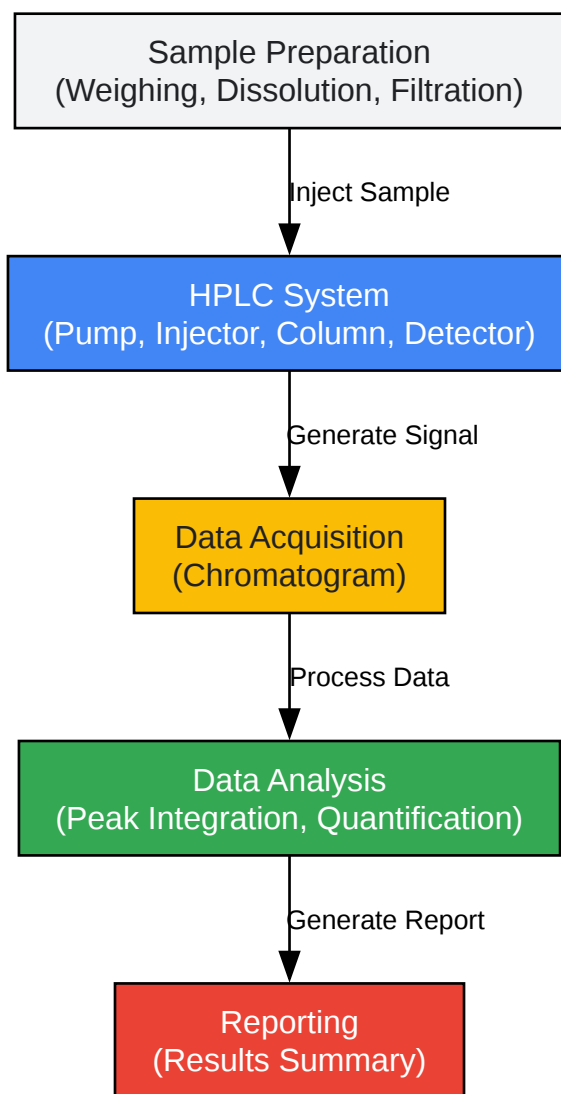 Sample Preparation
(Weighing, Dissolution, Filtration)
Inject Sample
HPLC System
(Pump, Injector, Column, Detector)
Generate Signal
Data Acquisition
(Chromatogram)
Process Data
Data Analysis
(Peak Integration, Quantification)
Generate Report
Reporting
(Results Summary)